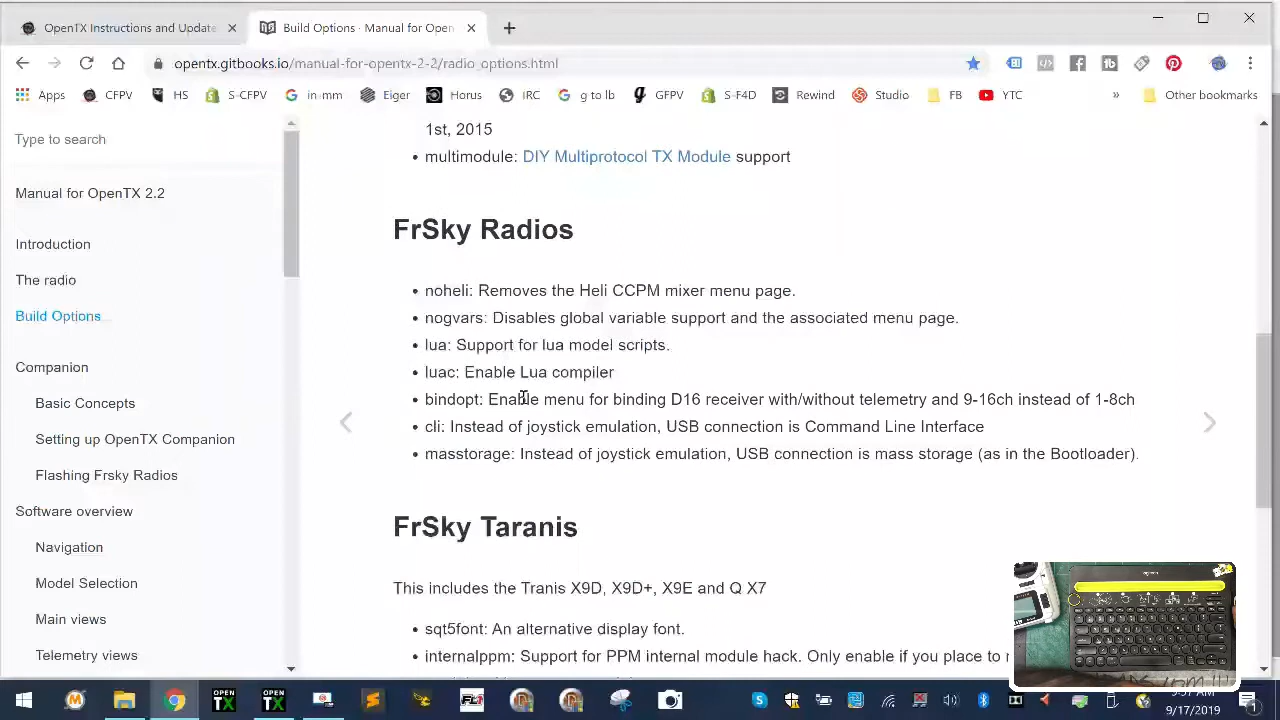 OpenTX Instructions and Update
Build Options · Manual for Open
opentx.gitbooks.io/manual-for-opentx-2-2/radio_options.html
Apps CFPV HS S-CFPV in-mm Eiger Horus IRC g to lb GFPV S-F4D Rewind Studio FB YTC » Other bookmarks
Type to search
Manual for OpenTX 2.2
Introduction
The radio
Build Options
Companion
Basic Concepts
Setting up OpenTX Companion
Flashing Frsky Radios
Software overview
Navigation
Model Selection
Main views
Telemetry views
1st, 2015
• multimodule: DIY Multiprotocol TX Module support
FrSky Radios
• noheli: Removes the Heli CCPM mixer menu page.
• nogvars: Disables global variable support and the associated menu page.
• lua: Support for lua model scripts.
• luac: Enable Lua compiler
• bindopt: Enable menu for binding D16 receiver with/without telemetry and 9-16ch instead of 1-8ch
• cli: Instead of joystick emulation, USB connection is Command Line Interface
• masstorage: Instead of joystick emulation, USB connection is mass storage (as in the Bootloader).
FrSky Taranis
This includes the Tranis X9D, X9D+, X9E and Q X7
• sqt5font: An alternative display font.
• internalppm: Support for PPM internal module hack. Only enable if you place to
OPEN TX
OPEN TX
9/17/2019